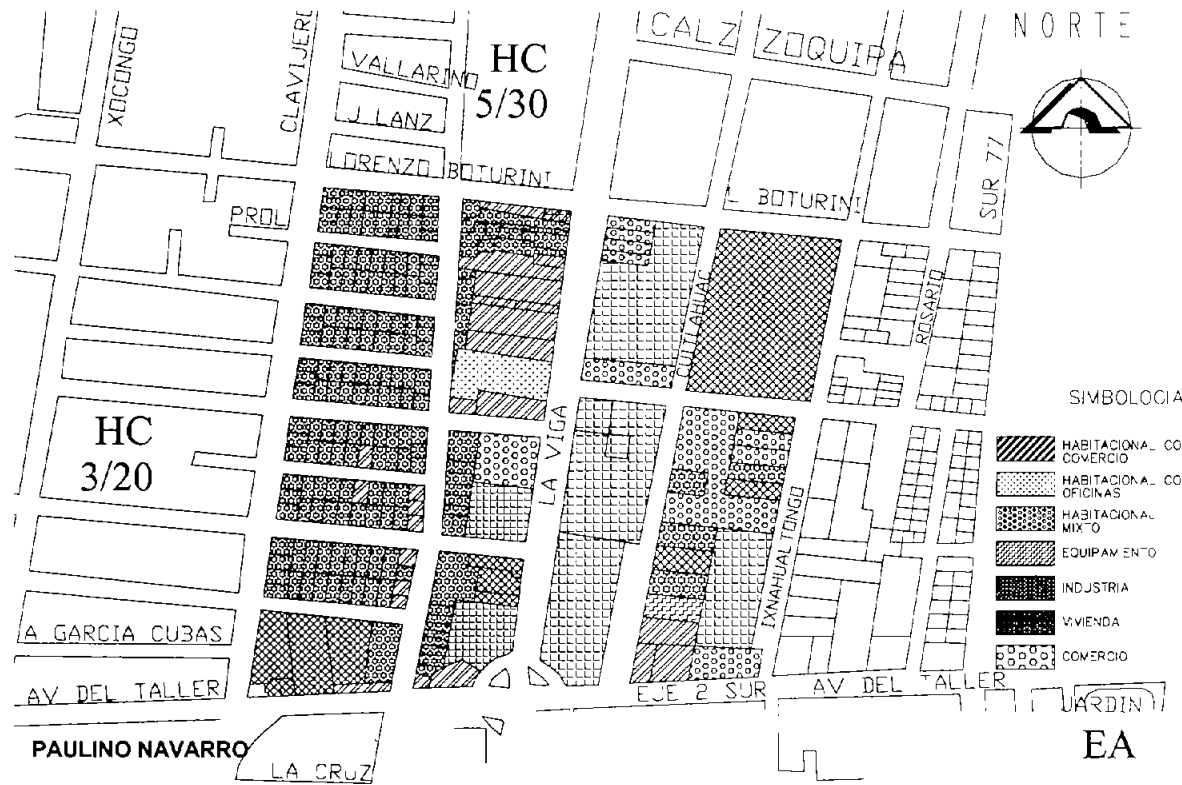 NORTE
CALZ ZOQUIPA
XOCONGO
CLAVIJERO
VALLARINO
HC
5/30
J LANZ
LORENZO BOTURINI
SUR 77
PROL
L BOTURINI
ROSARIO
CUITLAHUAC
SIMBOLOGIA
LA VIGA
HC
3/20
HABITACIONAL CO
COMERCIO
HABITACIONAL CO
OFICINAS
HABITACIONAL
MIXTO
IXNAHUALTONGO
EQUIPAMIENTO
INDUSTRIA
VIVIENDA
COMERCIO
A GARCIA CUBAS
AV DEL TALLER
EJE 2 SUR
AV DEL TALLER
JARDIN
PAULINO NAVARRO
LA CRUZ
EA